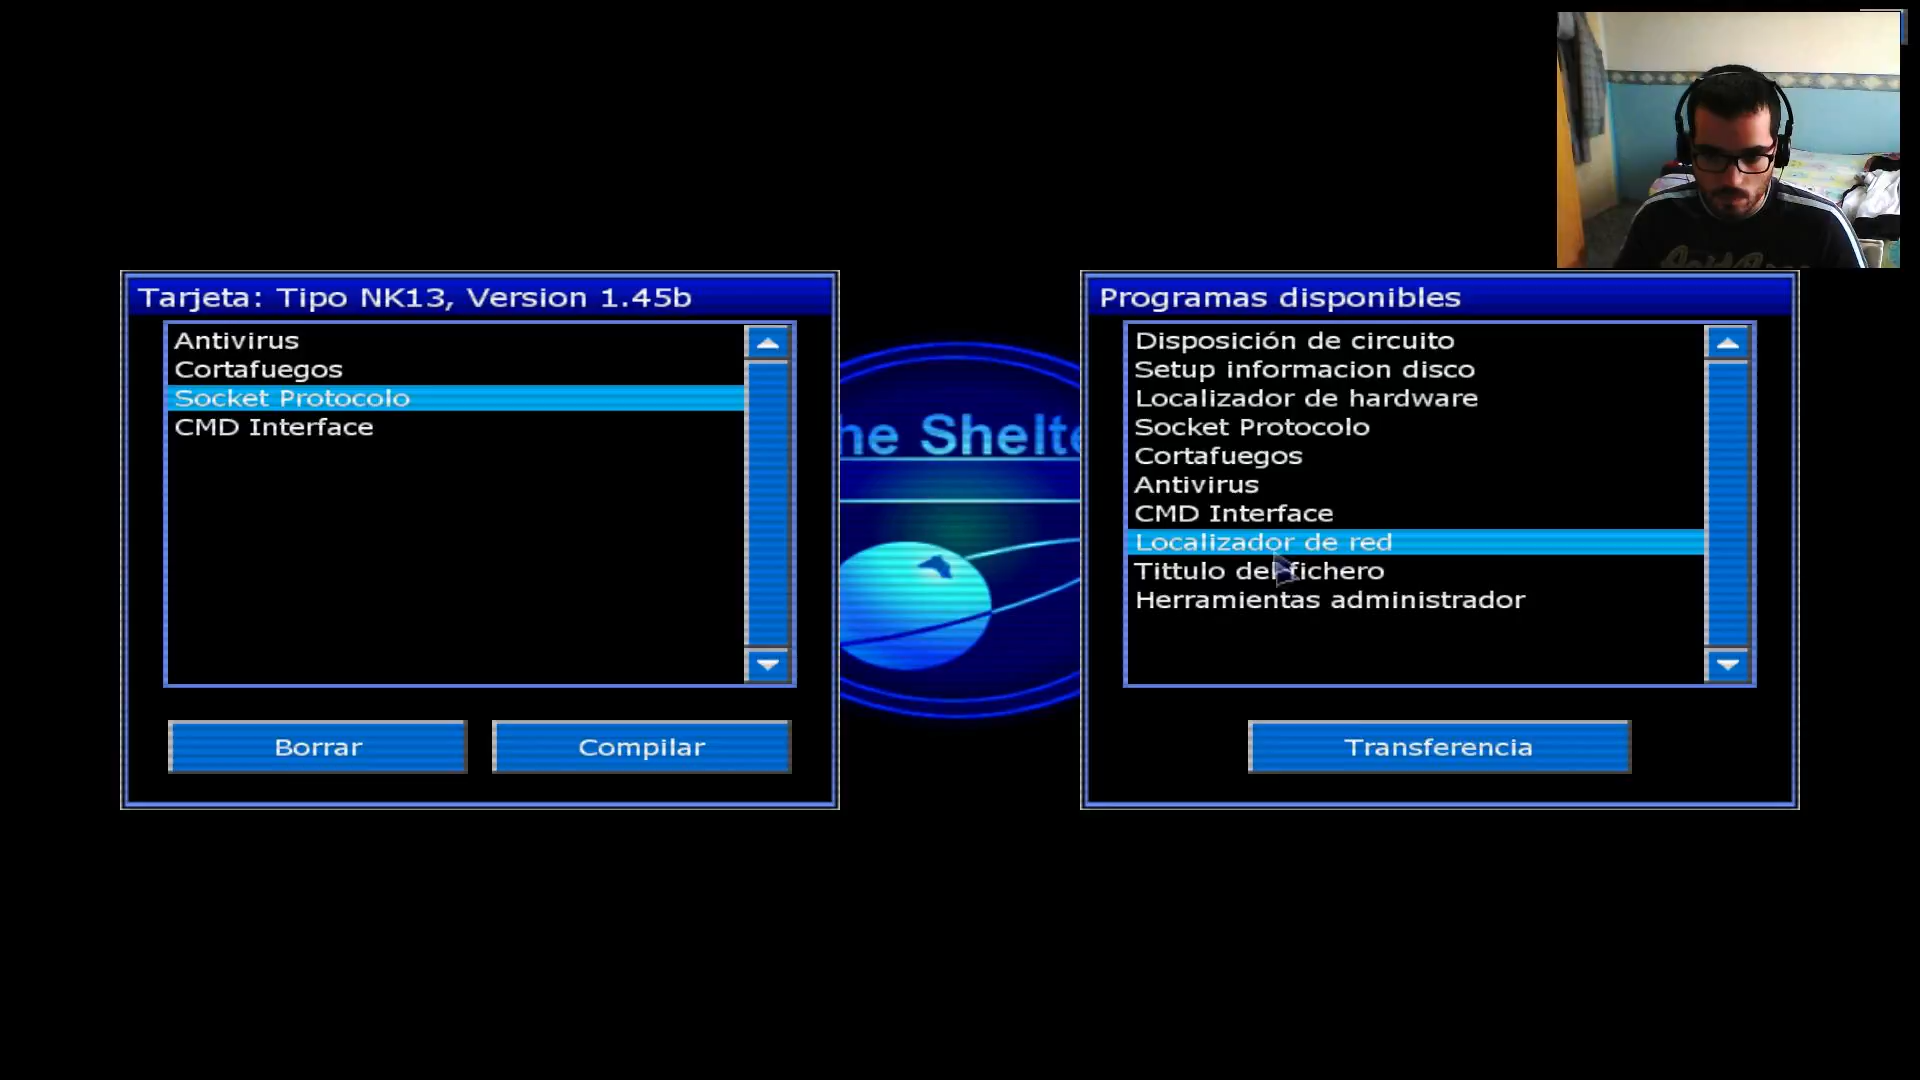 Tarjeta: Tipo NK13, Version 1.45b
Antivirus
Cortafuegos
Socket Protocolo
CMD Interface
Borrar
Compilar
he Shelte
Programas disponibles
Disposición de circuito
Setup informacion disco
Localizador de hardware
Socket Protocolo
Cortafuegos
Antivirus
CMD Interface
Localizador de red
Tittulo del fichero
Herramientas administrador
Transferencia